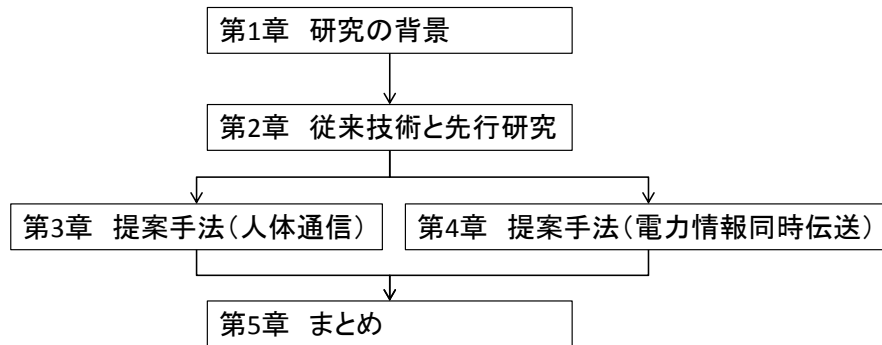 第1章　研究の背景
第2章　従来技術と先行研究
第3章　提案手法（人体通信）
第4章　提案手法（電力情報同時伝送）
第5章　まとめ